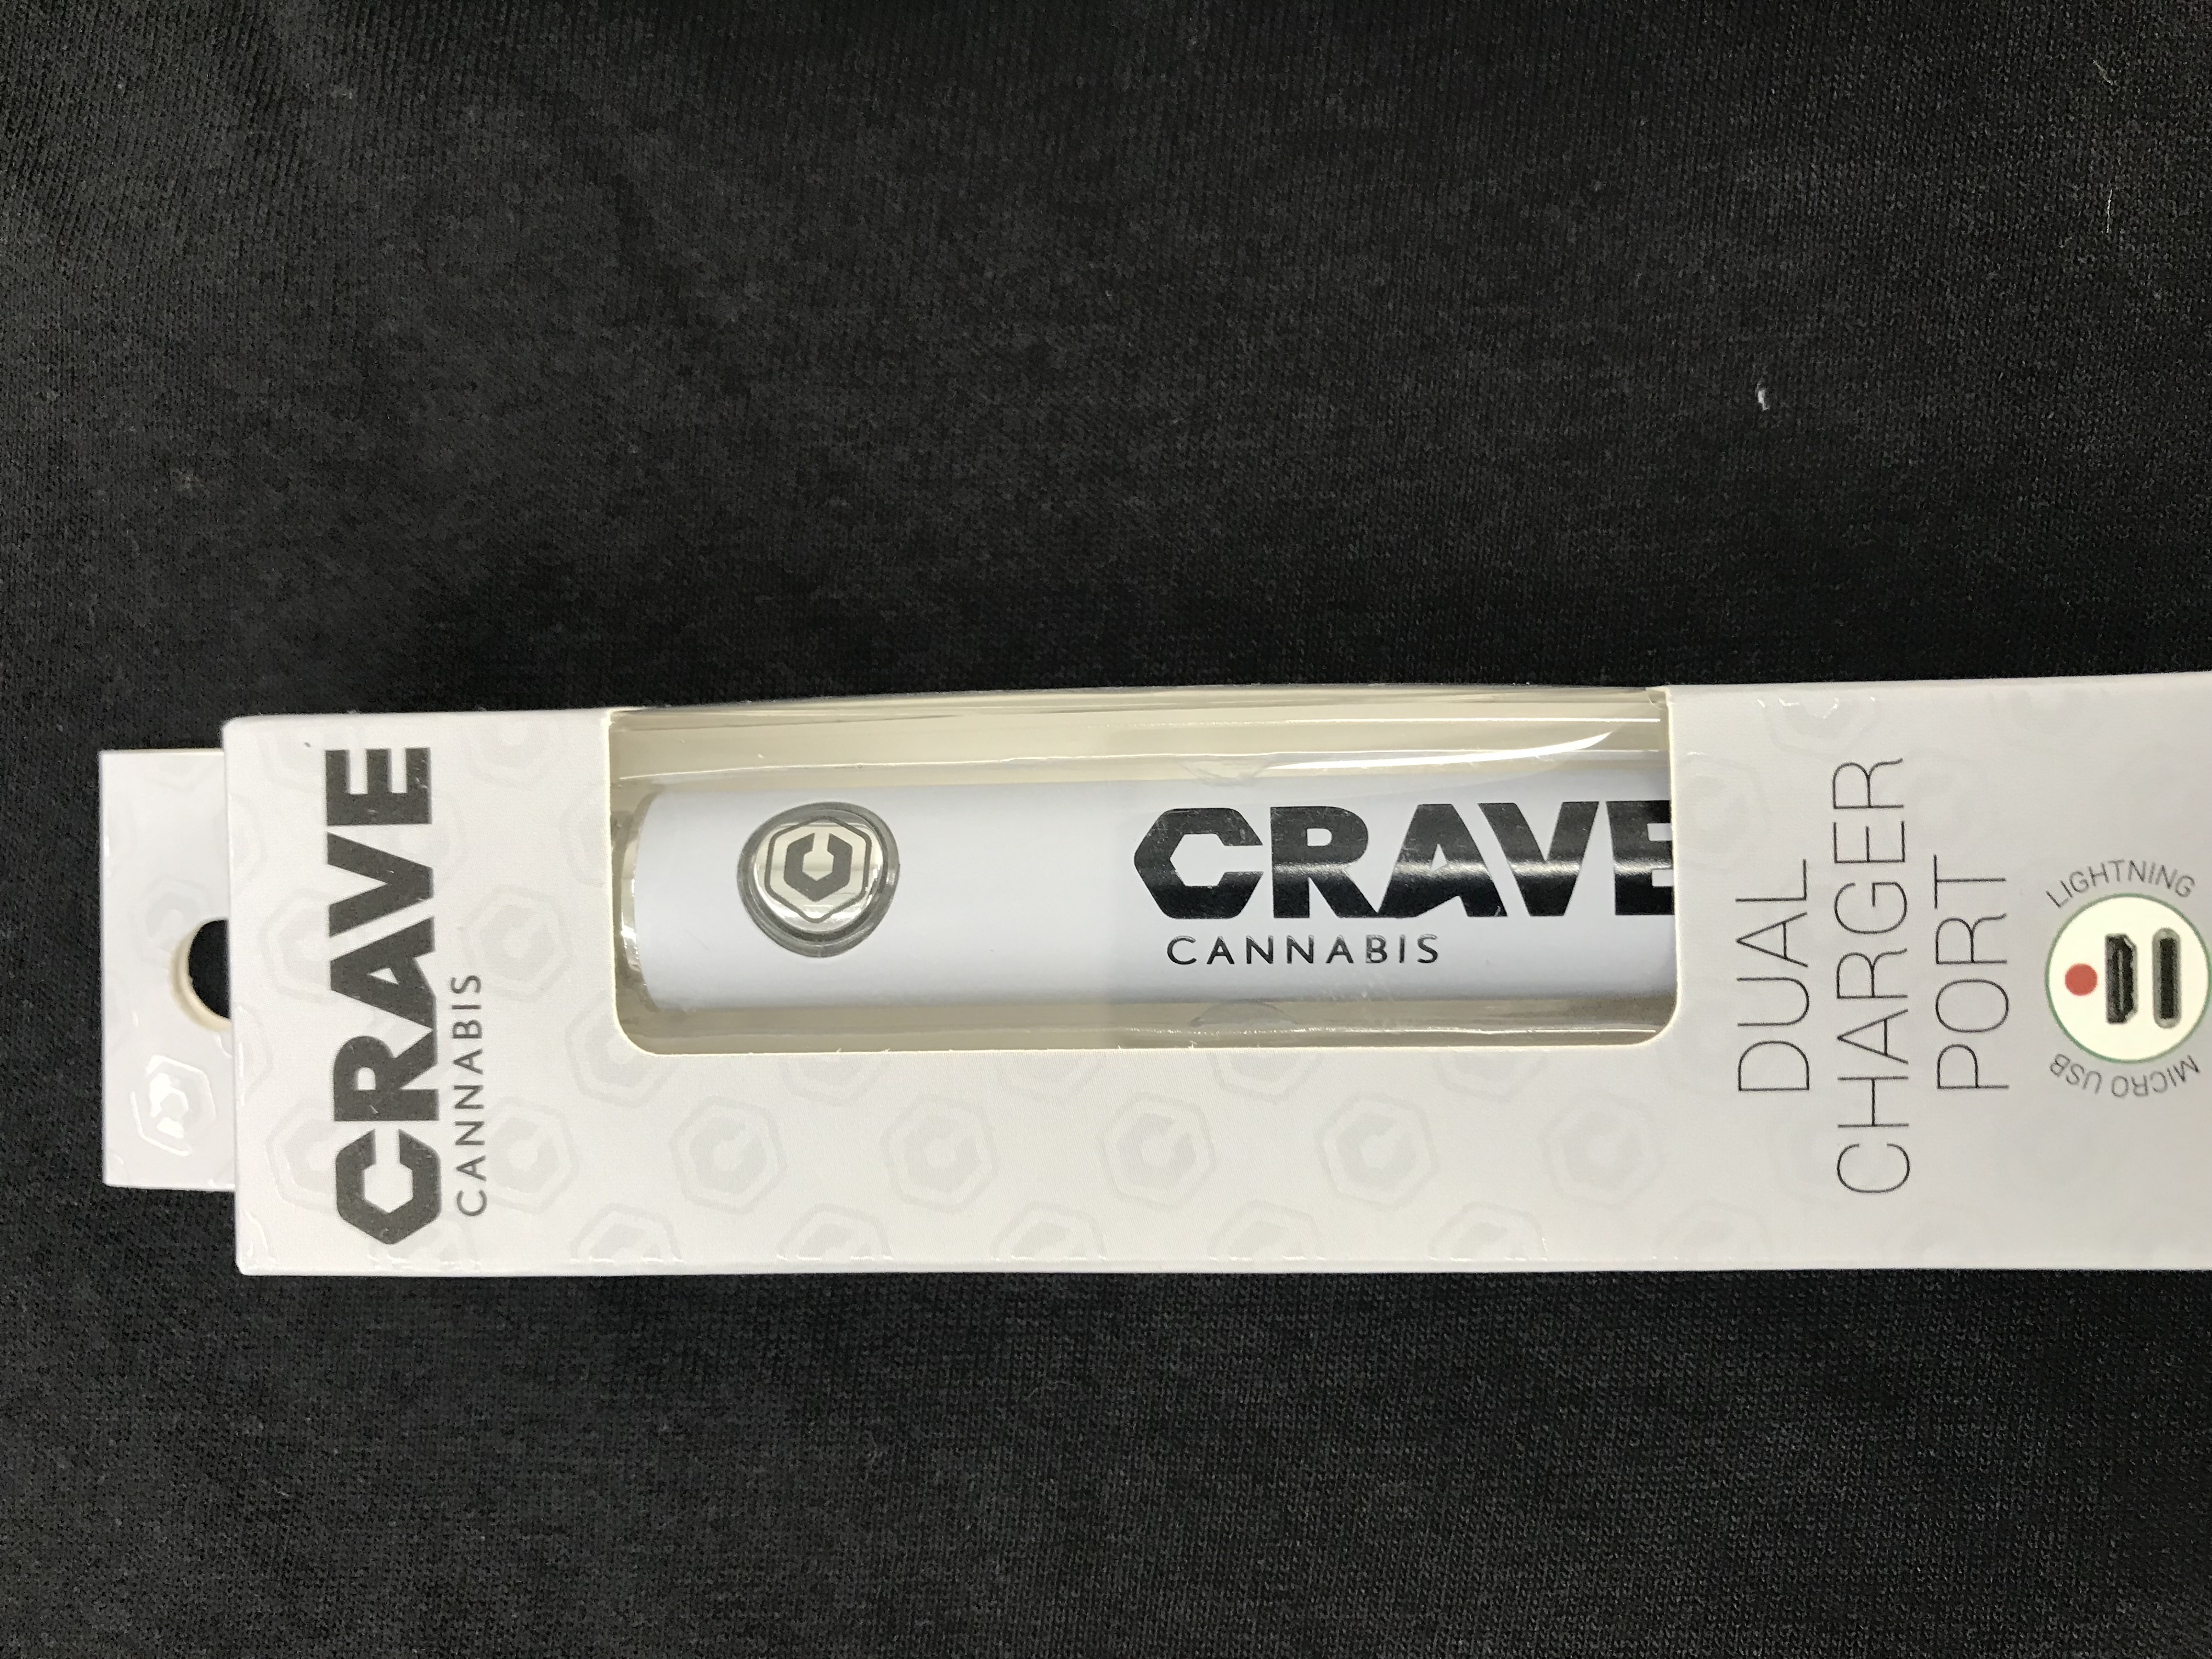 CRAVE
CANNABIS
CRAVE
CANNABIS
DUAL
CHARGER
PORT
LIGHTNING
MICRO USB